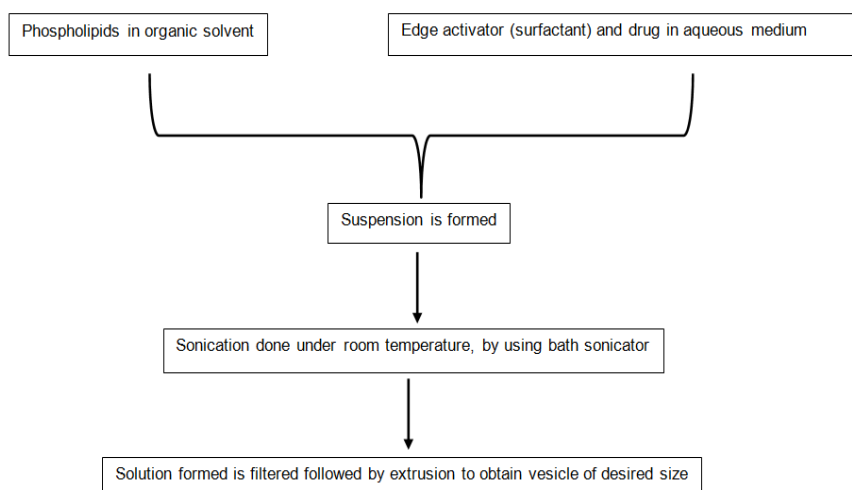 Phospholipids in organic solvent
Edge activator (surfactant) and drug in aqueous medium
Suspension is formed
Sonication done under room temperature, by using bath sonicator
Solution formed is filtered followed by extrusion to obtain vesicle of desired size